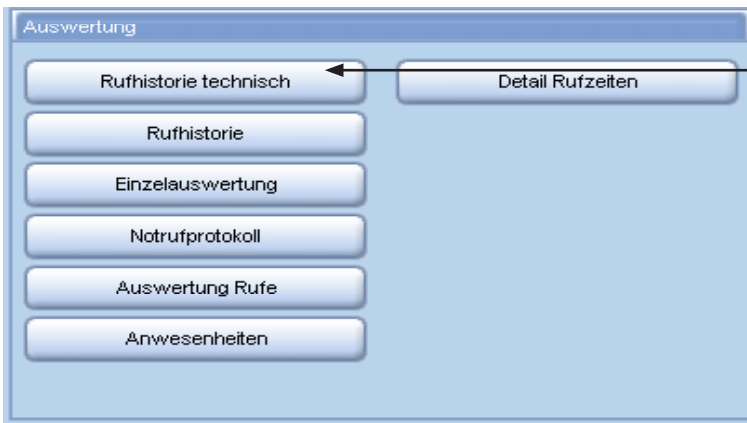 Auswertung
Rufhistorie technisch
Detail Rufzeiten
Rufhistorie
Einzelauswertung
Notrufprotokoll
Auswertung Rufe
Anwesenheiten